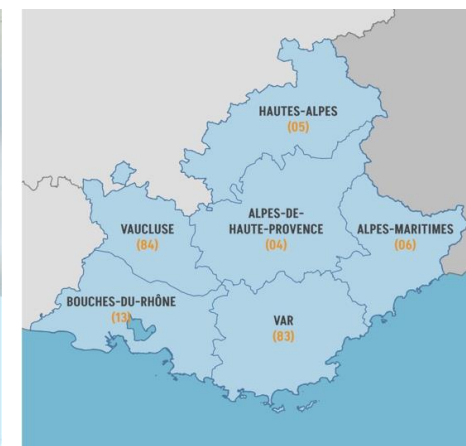 HAUTES-ALPES
(05)
ALPES-DE-
HAUTE-PROVENCE
(04)
VAUCLUSE
(84)
ALPES-MARITIMES
(06)
BOUCHES-DU-RHÔNE
(13)
VAR
(83)